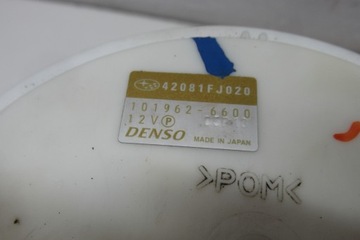 42081FJ020
101962-6600
12V Ⓟ
DENSO MADE IN JAPAN
>POM<